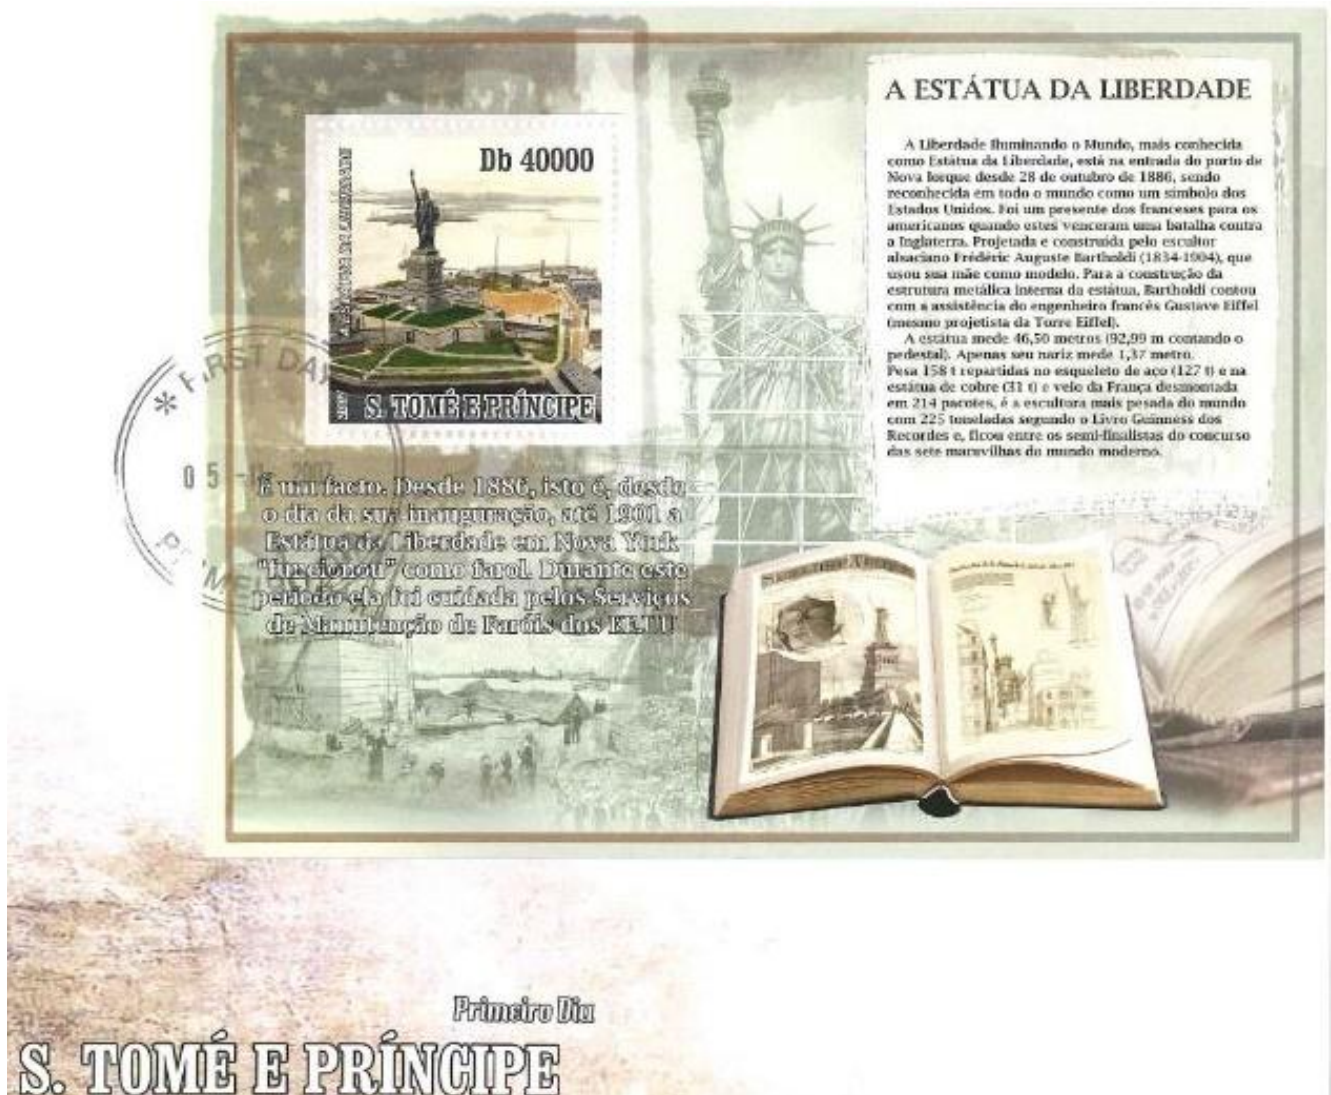 A ESTÁTUA DA LIBERDADE
A Liberdade Iluminando o Mundo, mais conhecida
como Estátua da Liberdade, está na entrada do porto de
Nova Iorque desde 28 de outubro de 1886, sendo
reconhecida em todo o mundo como um símbolo dos
Estados Unidos. Foi um presente dos franceses para os
americanos quando estes venceram uma batalha contra
a Inglaterra. Projetada e construída pelo escultor
alsaciano Frédéric Auguste Bartholdi (1834-1904), que
usou sua mãe como modelo. Para a construção da
estrutura metálica interna da estátua, Bartholdi contou
com a assistência do engenheiro francês Gustave Eiffel
(mesmo projetista da Torre Eiffel).
A estátua mede 46,50 metros (92,99 m contando o
pedestal). Apenas seu nariz mede 1,37 metro.
Pesa 158 t repartidas no esqueleto de aço (127 t) e na
estátua de cobre (31 t) e veio da França desmontada
em 214 pacotes, é a escultura mais pesada do mundo
com 225 toneladas segundo o Livro Guinness dos
Recordes e, ficou entre os semi-finalistas do concurso
das sete maravilhas do mundo moderno.
Db 40000
A ESTÁTUA DA LIBERDADE
2007
S. TOMÉ E PRÍNCIPE
* FIRST DAY
05 2007
É um facto. Desde 1886, isto é, desde
o dia da sua inauguração, até 1901 a
Estátua da Liberdade em Nova York
"funcionou" como farol. Durante este
período ela foi cuidada pelos Serviços
de Manutenção de Faróis dos EE.UU
Primeiro Dia
S. TOMÉ E PRÍNCIPE